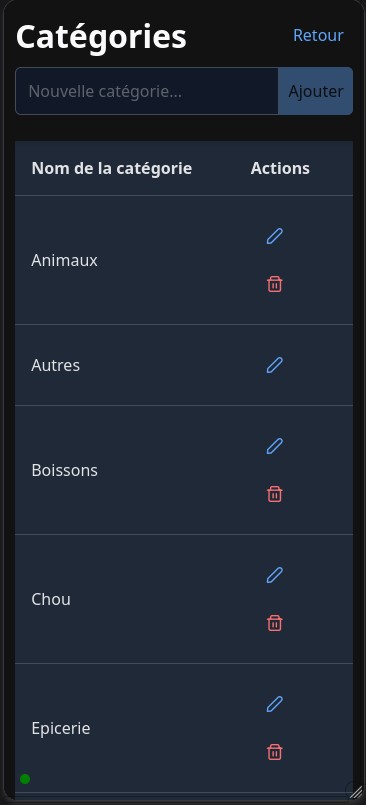 Catégories
Retour
Nouvelle catégorie...
Ajouter
Nom de la catégorie
Actions
Animaux
Autres
Boissons
Chou
Epicerie